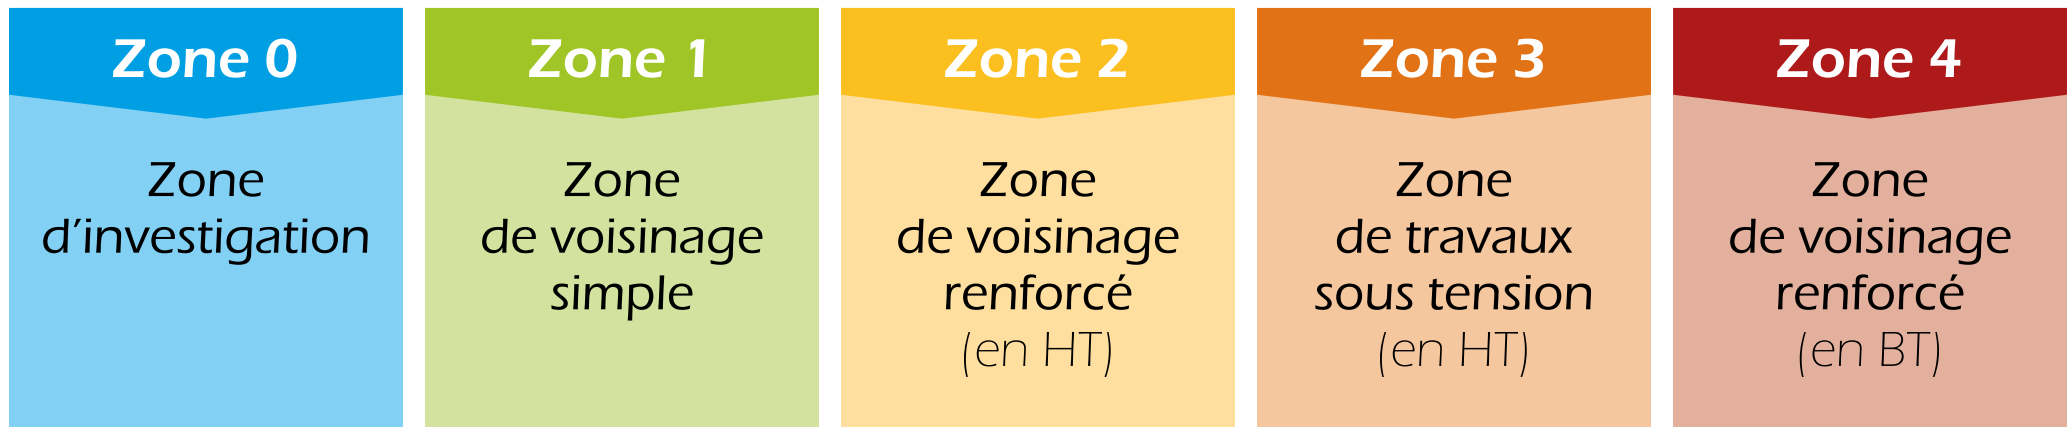 Zone 0
Zone
d’investigation
Zone 1
Zone
de voisinage
simple
Zone 2
Zone
de voisinage
renforcé
(en HT)
Zone 3
Zone
de travaux
sous tension
(en HT)
Zone 4
Zone
de voisinage
renforcé
(en BT)